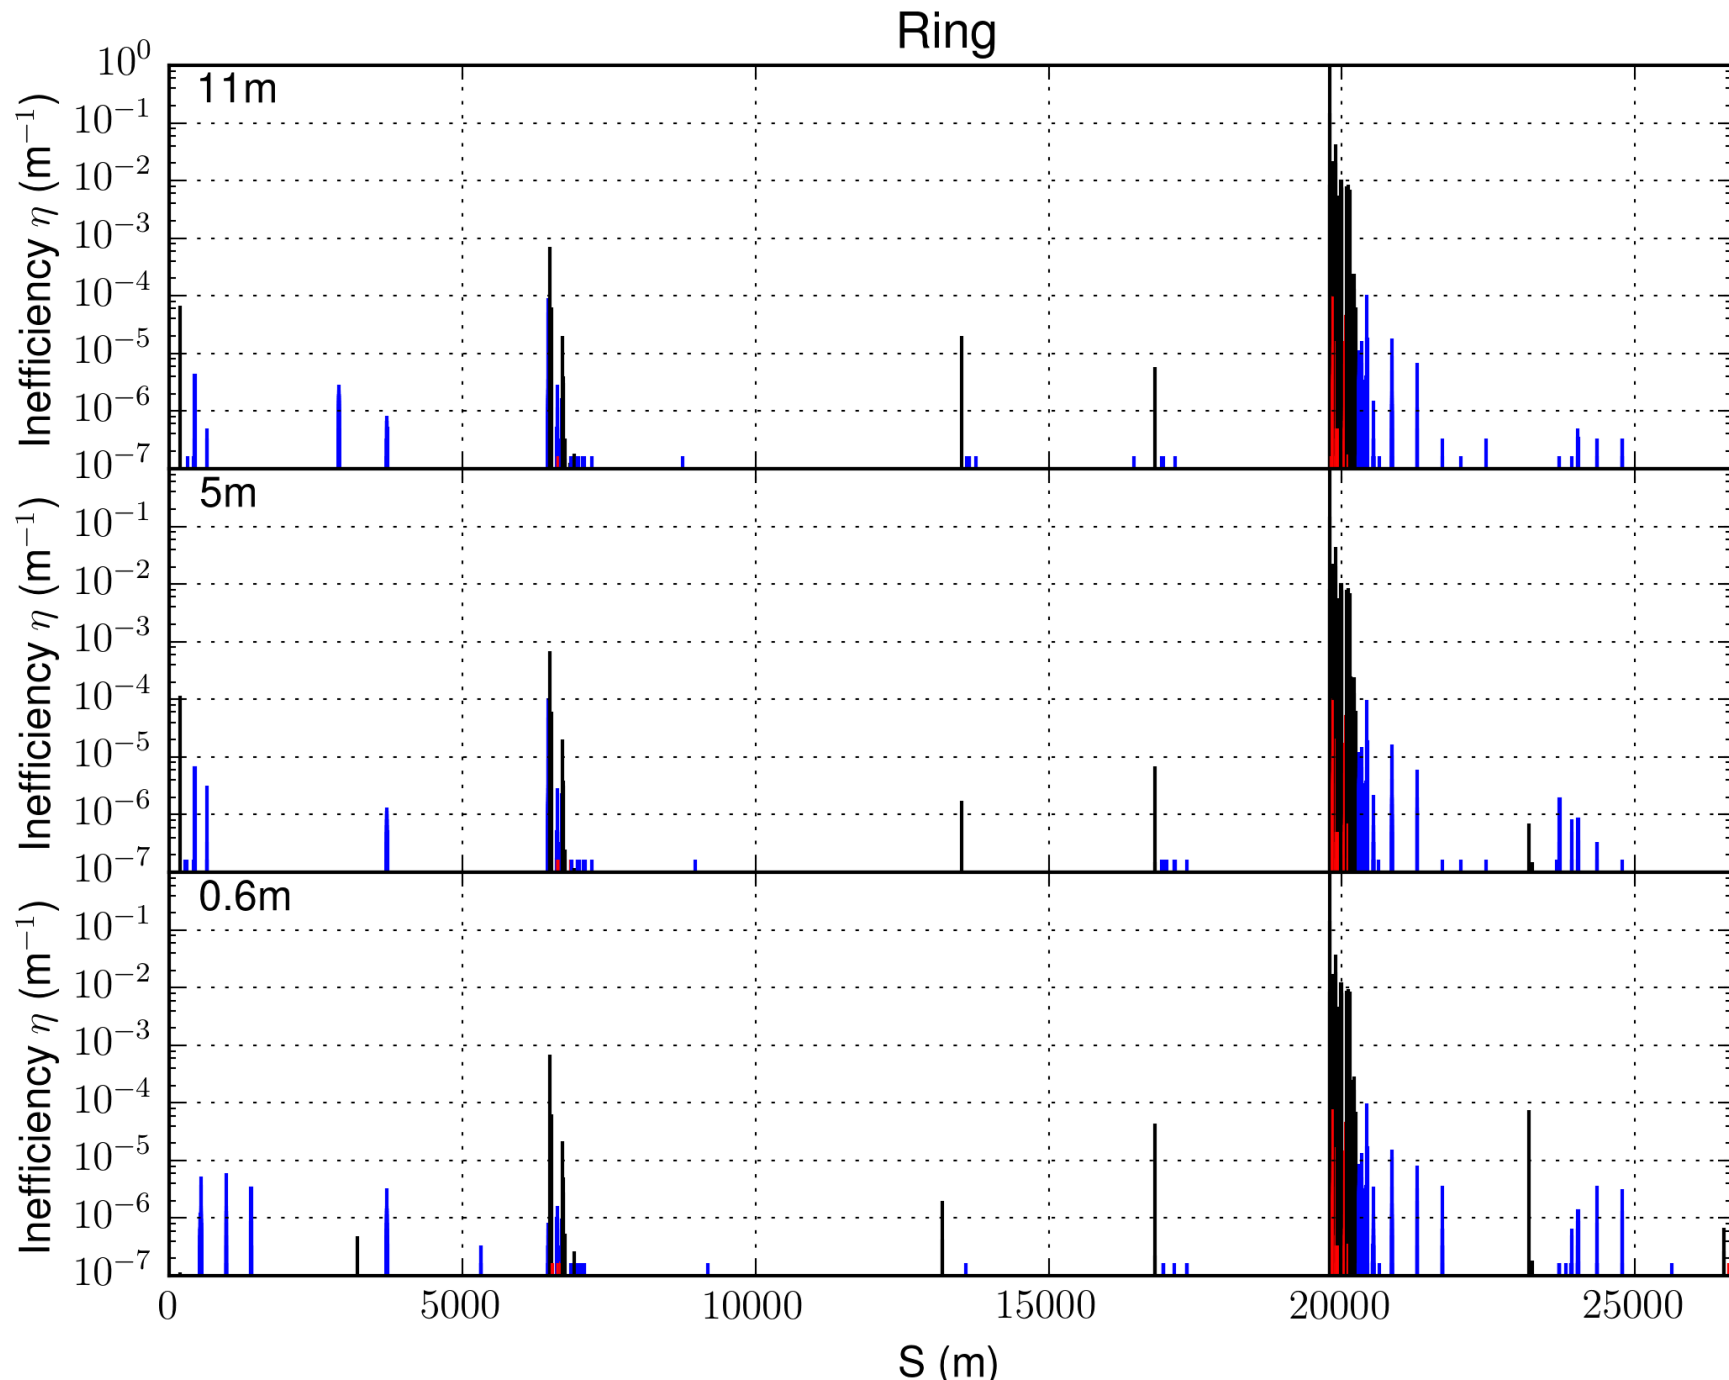 Ring
Inefficiency η (m⁻¹)
10⁰
10⁻¹
10⁻²
10⁻³
10⁻⁴
10⁻⁵
10⁻⁶
10⁻⁷
11m
Inefficiency η (m⁻¹)
10⁻¹
10⁻²
10⁻³
10⁻⁴
10⁻⁵
10⁻⁶
10⁻⁷
5m
Inefficiency η (m⁻¹)
10⁻¹
10⁻²
10⁻³
10⁻⁴
10⁻⁵
10⁻⁶
10⁻⁷
0.6m
0 5000 10000 15000 20000 25000
S (m)